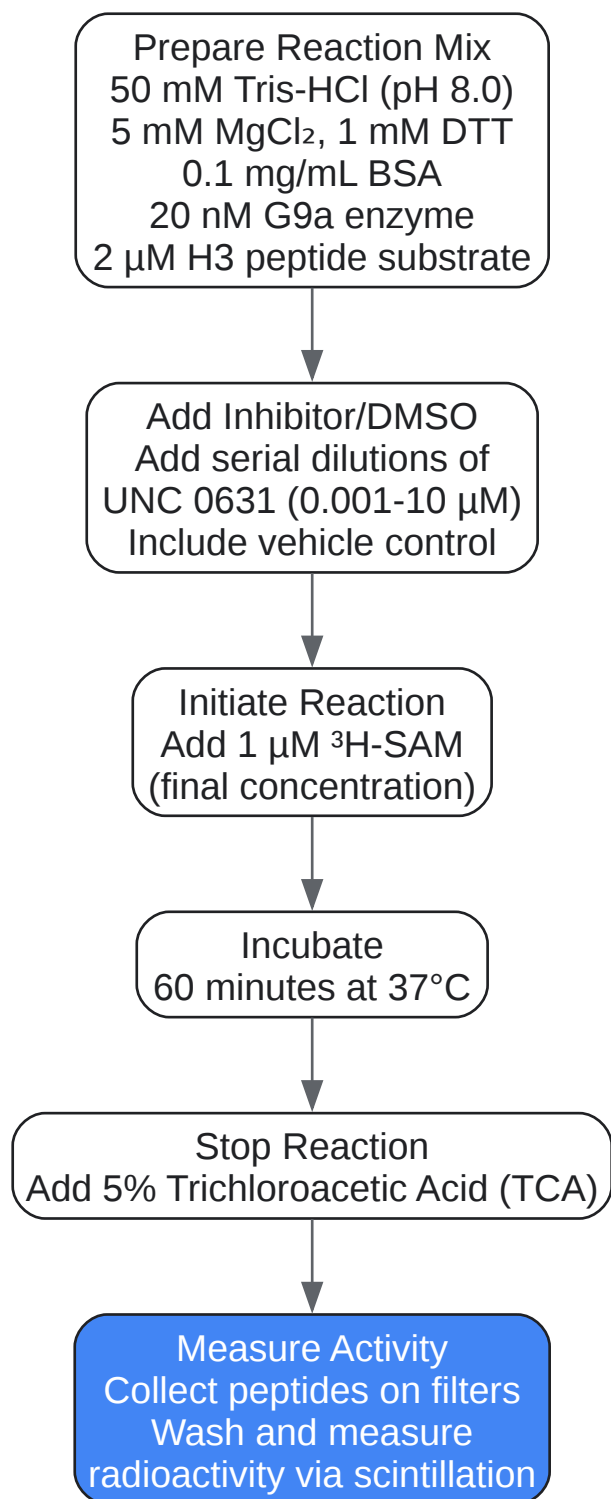 Prepare Reaction Mix
50 mM Tris-HCl (pH 8.0)
5 mM MgCl₂, 1 mM DTT
0.1 mg/mL BSA
20 nM G9a enzyme
2 µM H3 peptide substrate
Add Inhibitor/DMSO
Add serial dilutions of
UNC 0631 (0.001-10 µM)
Include vehicle control
Initiate Reaction
Add 1 µM ³H-SAM
(final concentration)
Incubate
60 minutes at 37°C
Stop Reaction
Add 5% Trichloroacetic Acid (TCA)
Measure Activity
Collect peptides on filters
Wash and measure
radioactivity via scintillation